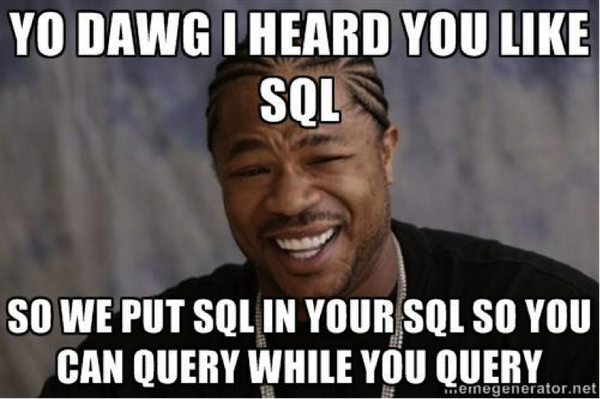 YO DAWG I HEARD YOU LIKE
SQL
SO WE PUT SQL IN YOUR SQL SO YOU
CAN QUERY WHILE YOU QUERY
memegenerator.net